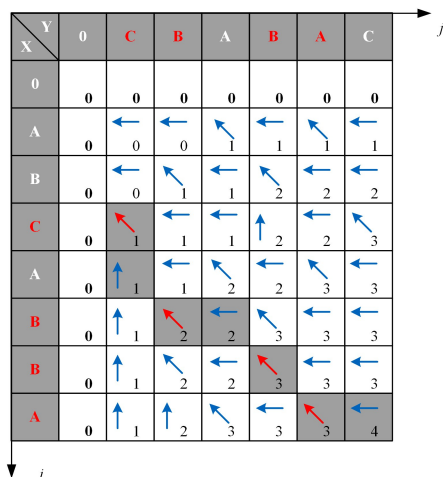 Y X 0 C B A B A C j
0 0 0 0 0 0 0 0
A 0 0 0 1 1 1 1
B 0 0 1 1 2 2 2
C 0 1 1 1 2 2 3
A 0 1 1 2 2 3 3
B 0 1 2 2 3 3 3
B 0 1 2 2 3 3 3
A 0 1 2 3 3 3 4
i